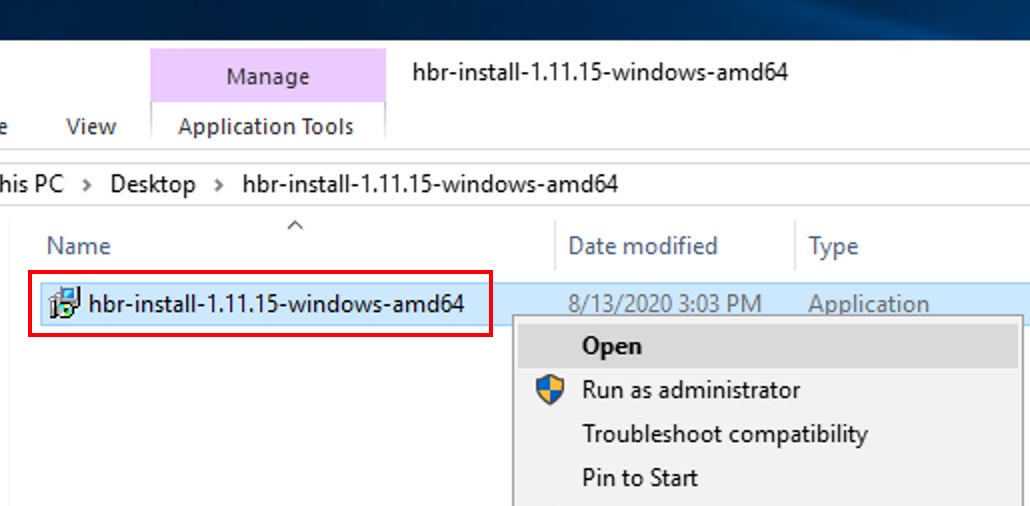 Manage
hbr-install-1.11.15-windows-amd64
e View Application Tools
his PC > Desktop > hbr-install-1.11.15-windows-amd64
Name Date modified Type
hbr-install-1.11.15-windows-amd64 8/13/2020 3:03 PM Application
Open
Run as administrator
Troubleshoot compatibility
Pin to Start